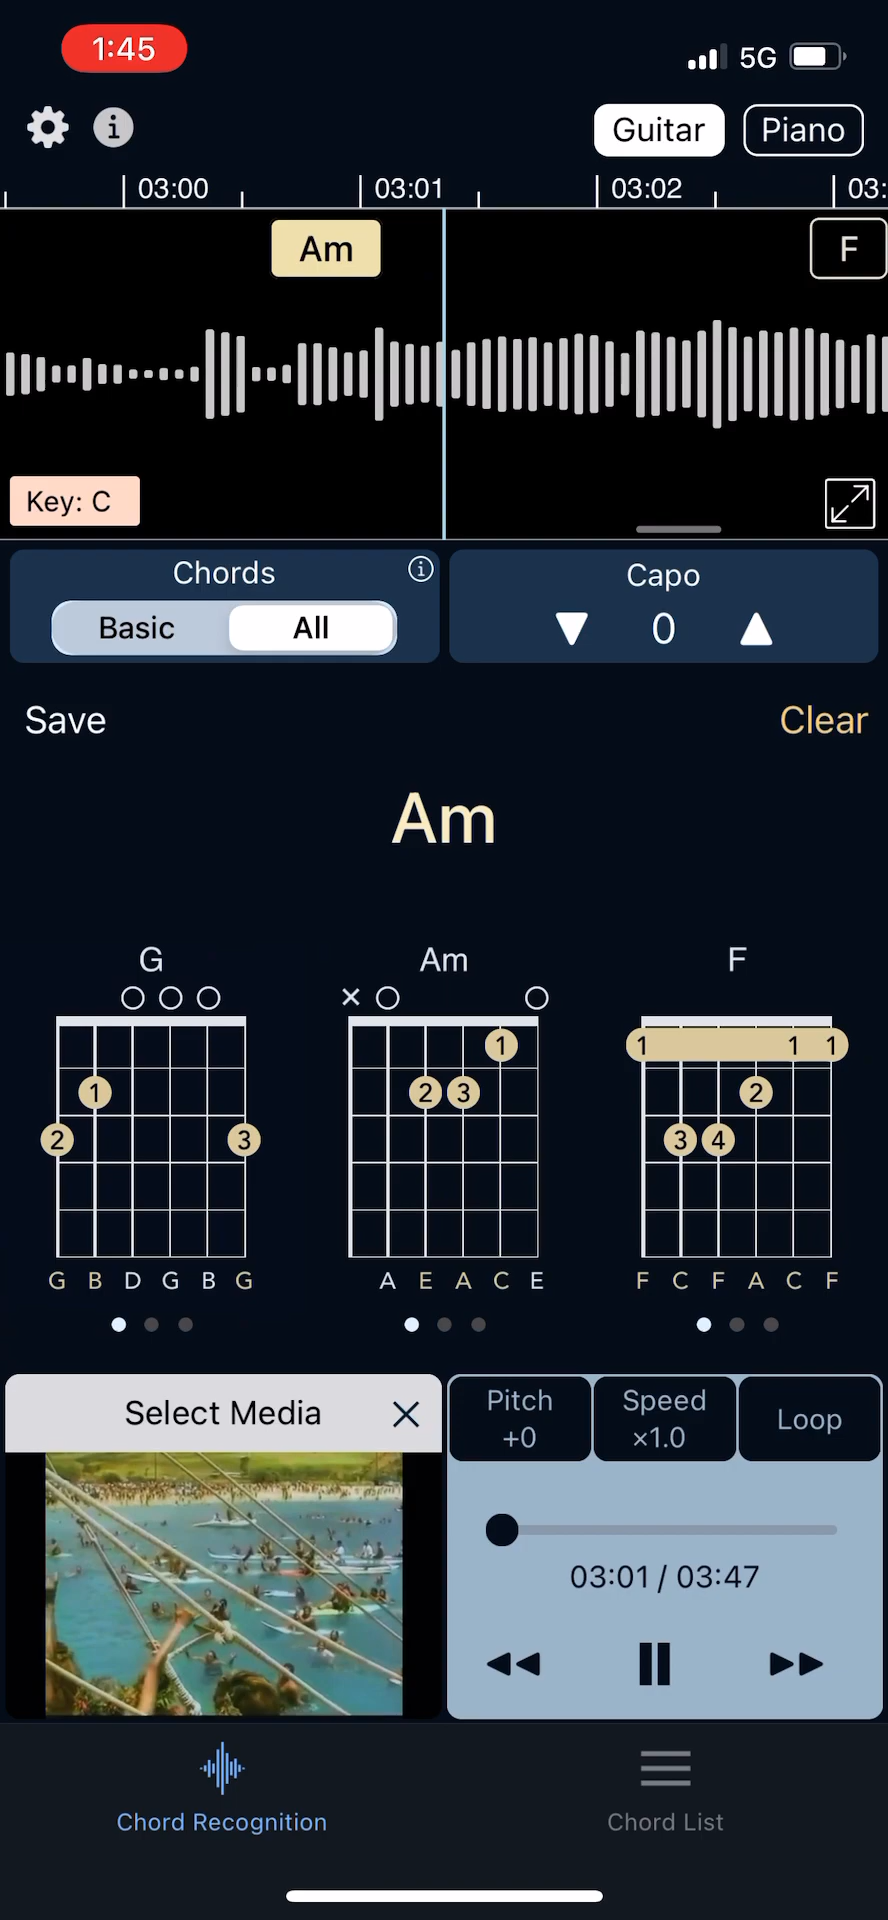 1:45 5G
Guitar Piano
03:00 03:01 03:02 03:
Am F
Key: C
Chords
Basic All
Capo
0
Save Clear
Am
G Am F
1 1 1 1
1 2 3 2
2 3 3 4
G B D G B G A E A C E F C F A C F
Select Media
Pitch
+0
Speed
×1.0
Loop
03:01 / 03:47
Chord Recognition Chord List